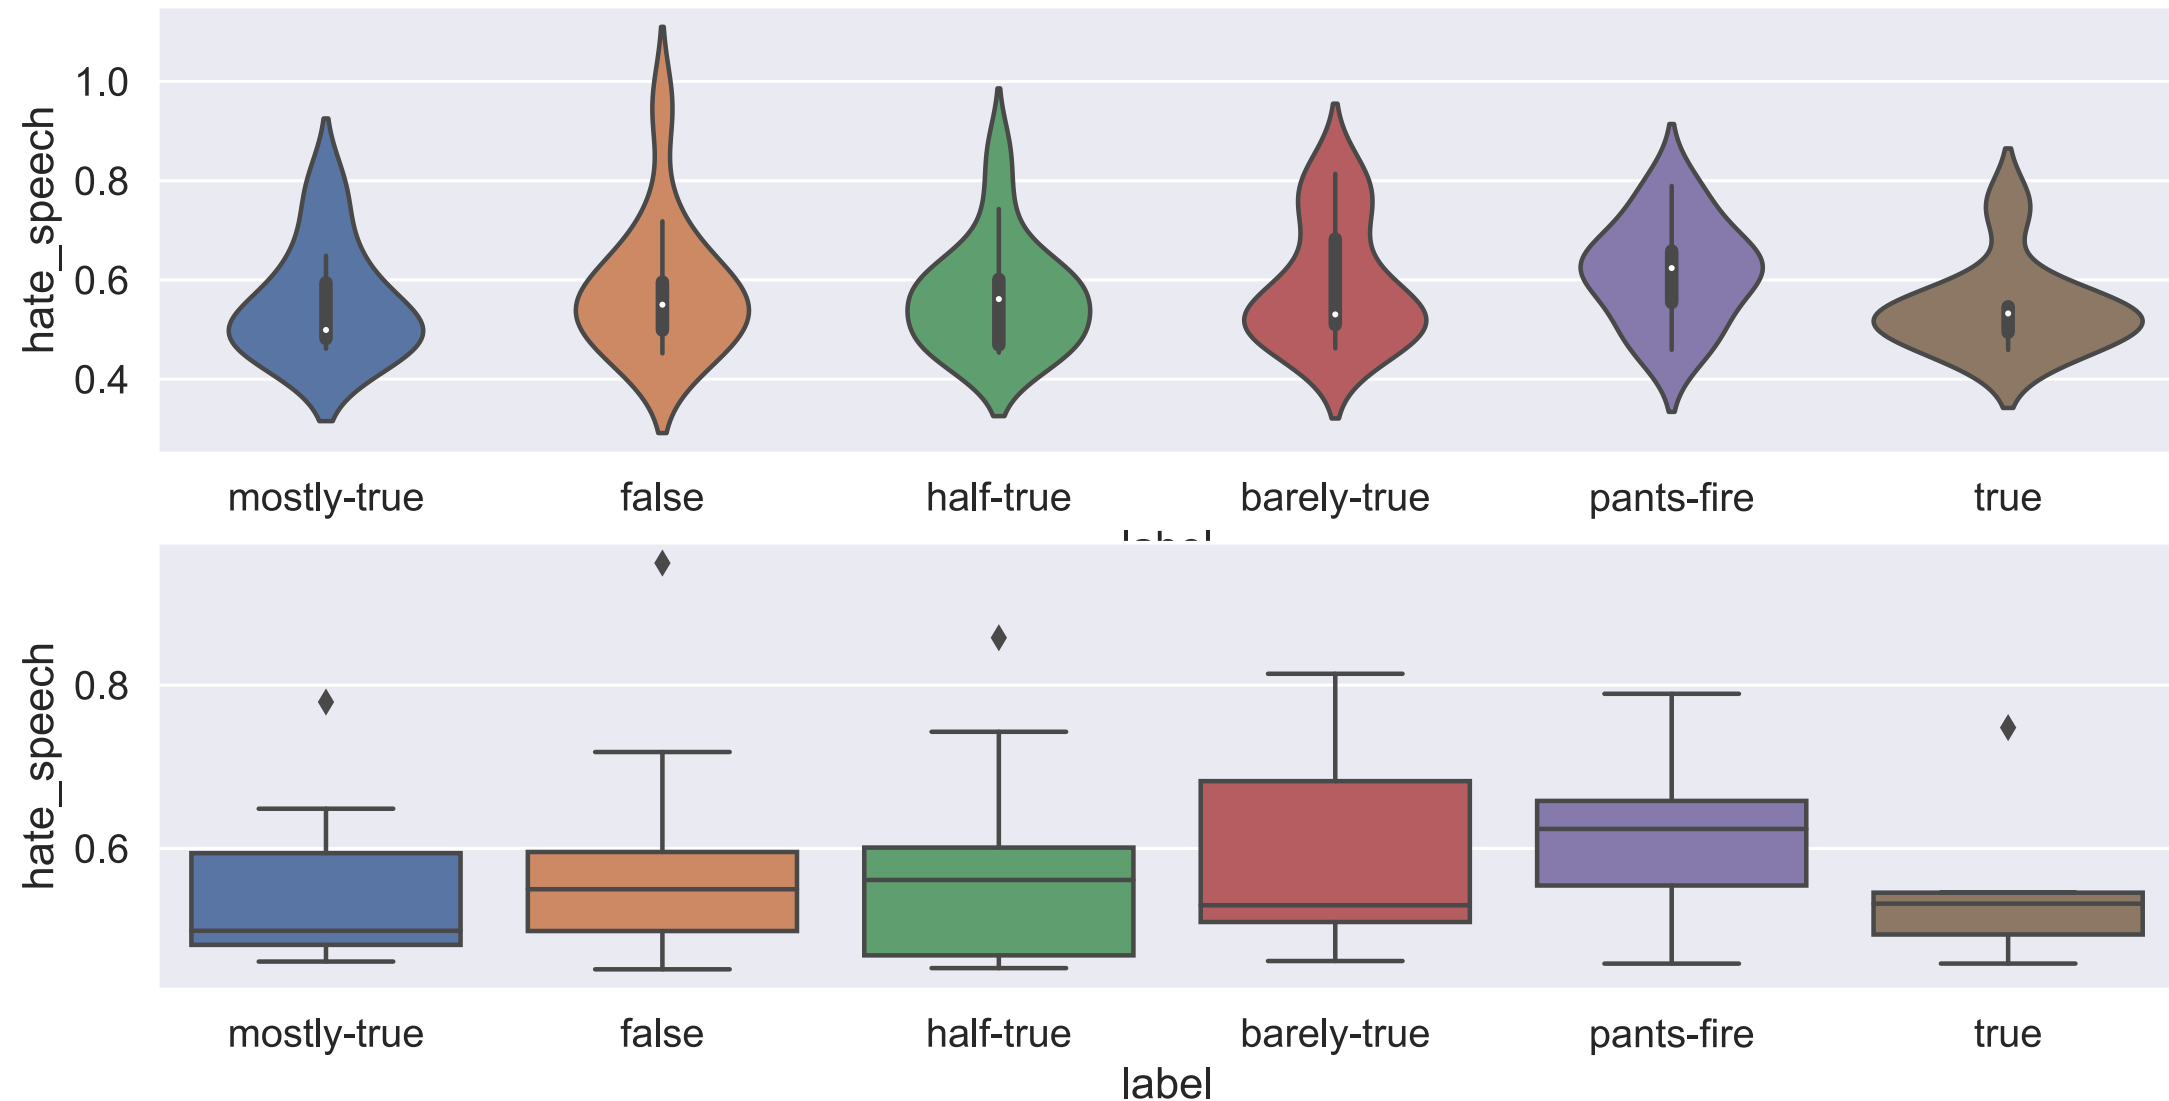 hate_speech
1.0
0.8
0.6
0.4
mostly-true false half-true barely-true pants-fire true
label
hate_speech
0.8
0.6
mostly-true false half-true barely-true pants-fire true
label